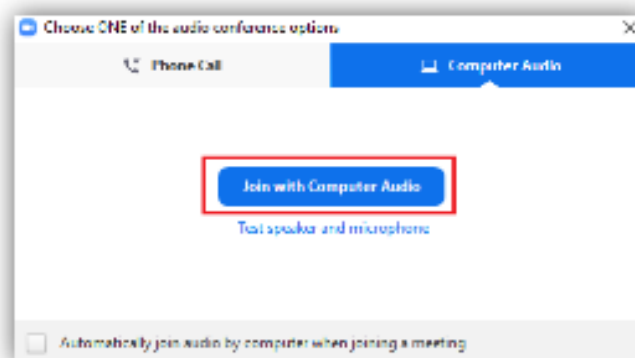 Choose ONE of the audio conference options
Phone Call
Computer Audio
Join with Computer Audio
Test speaker and microphone
Automatically join audio by computer when joining a meeting